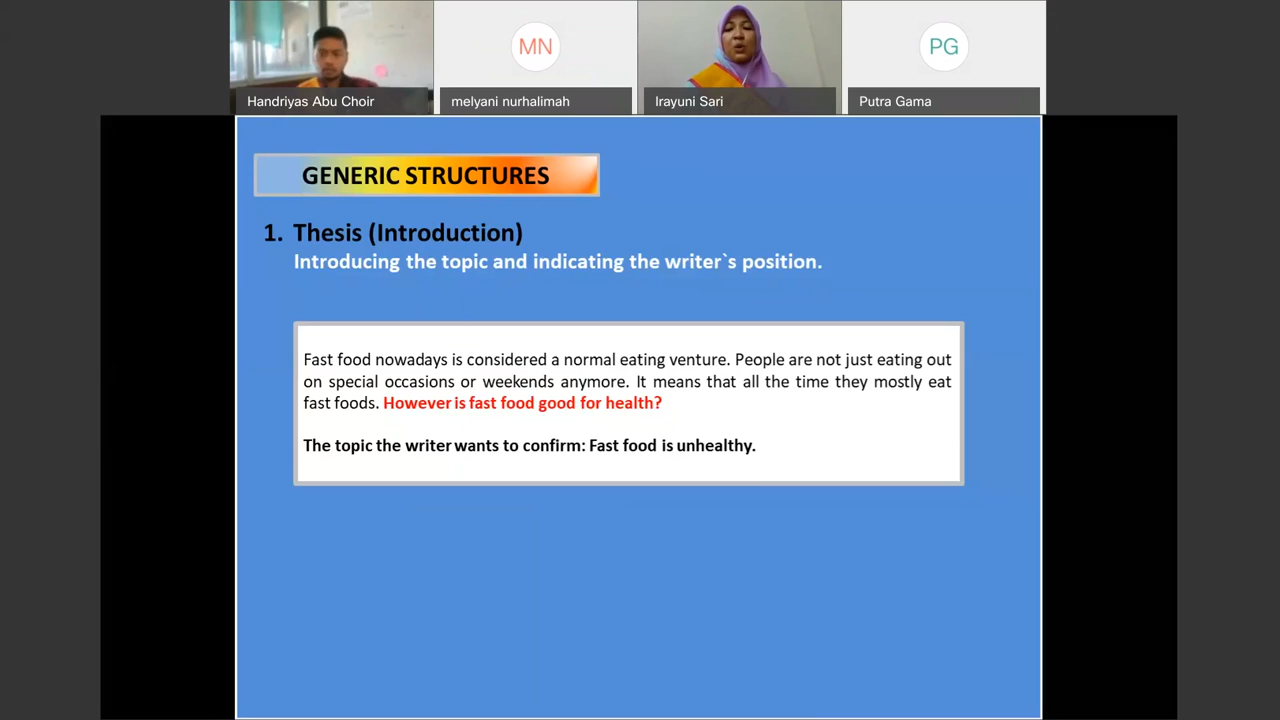 MN
PG
Handriyas Abu Choir
melyani nurhalimah
Irayuni Sari
Putra Gama
GENERIC STRUCTURES
1. Thesis (Introduction)
Introducing the topic and indicating the writer`s position.
Fast food nowadays is considered a normal eating venture. People are not just eating out
on special occasions or weekends anymore. It means that all the time they mostly eat
fast foods. However is fast food good for health?
The topic the writer wants to confirm: Fast food is unhealthy.